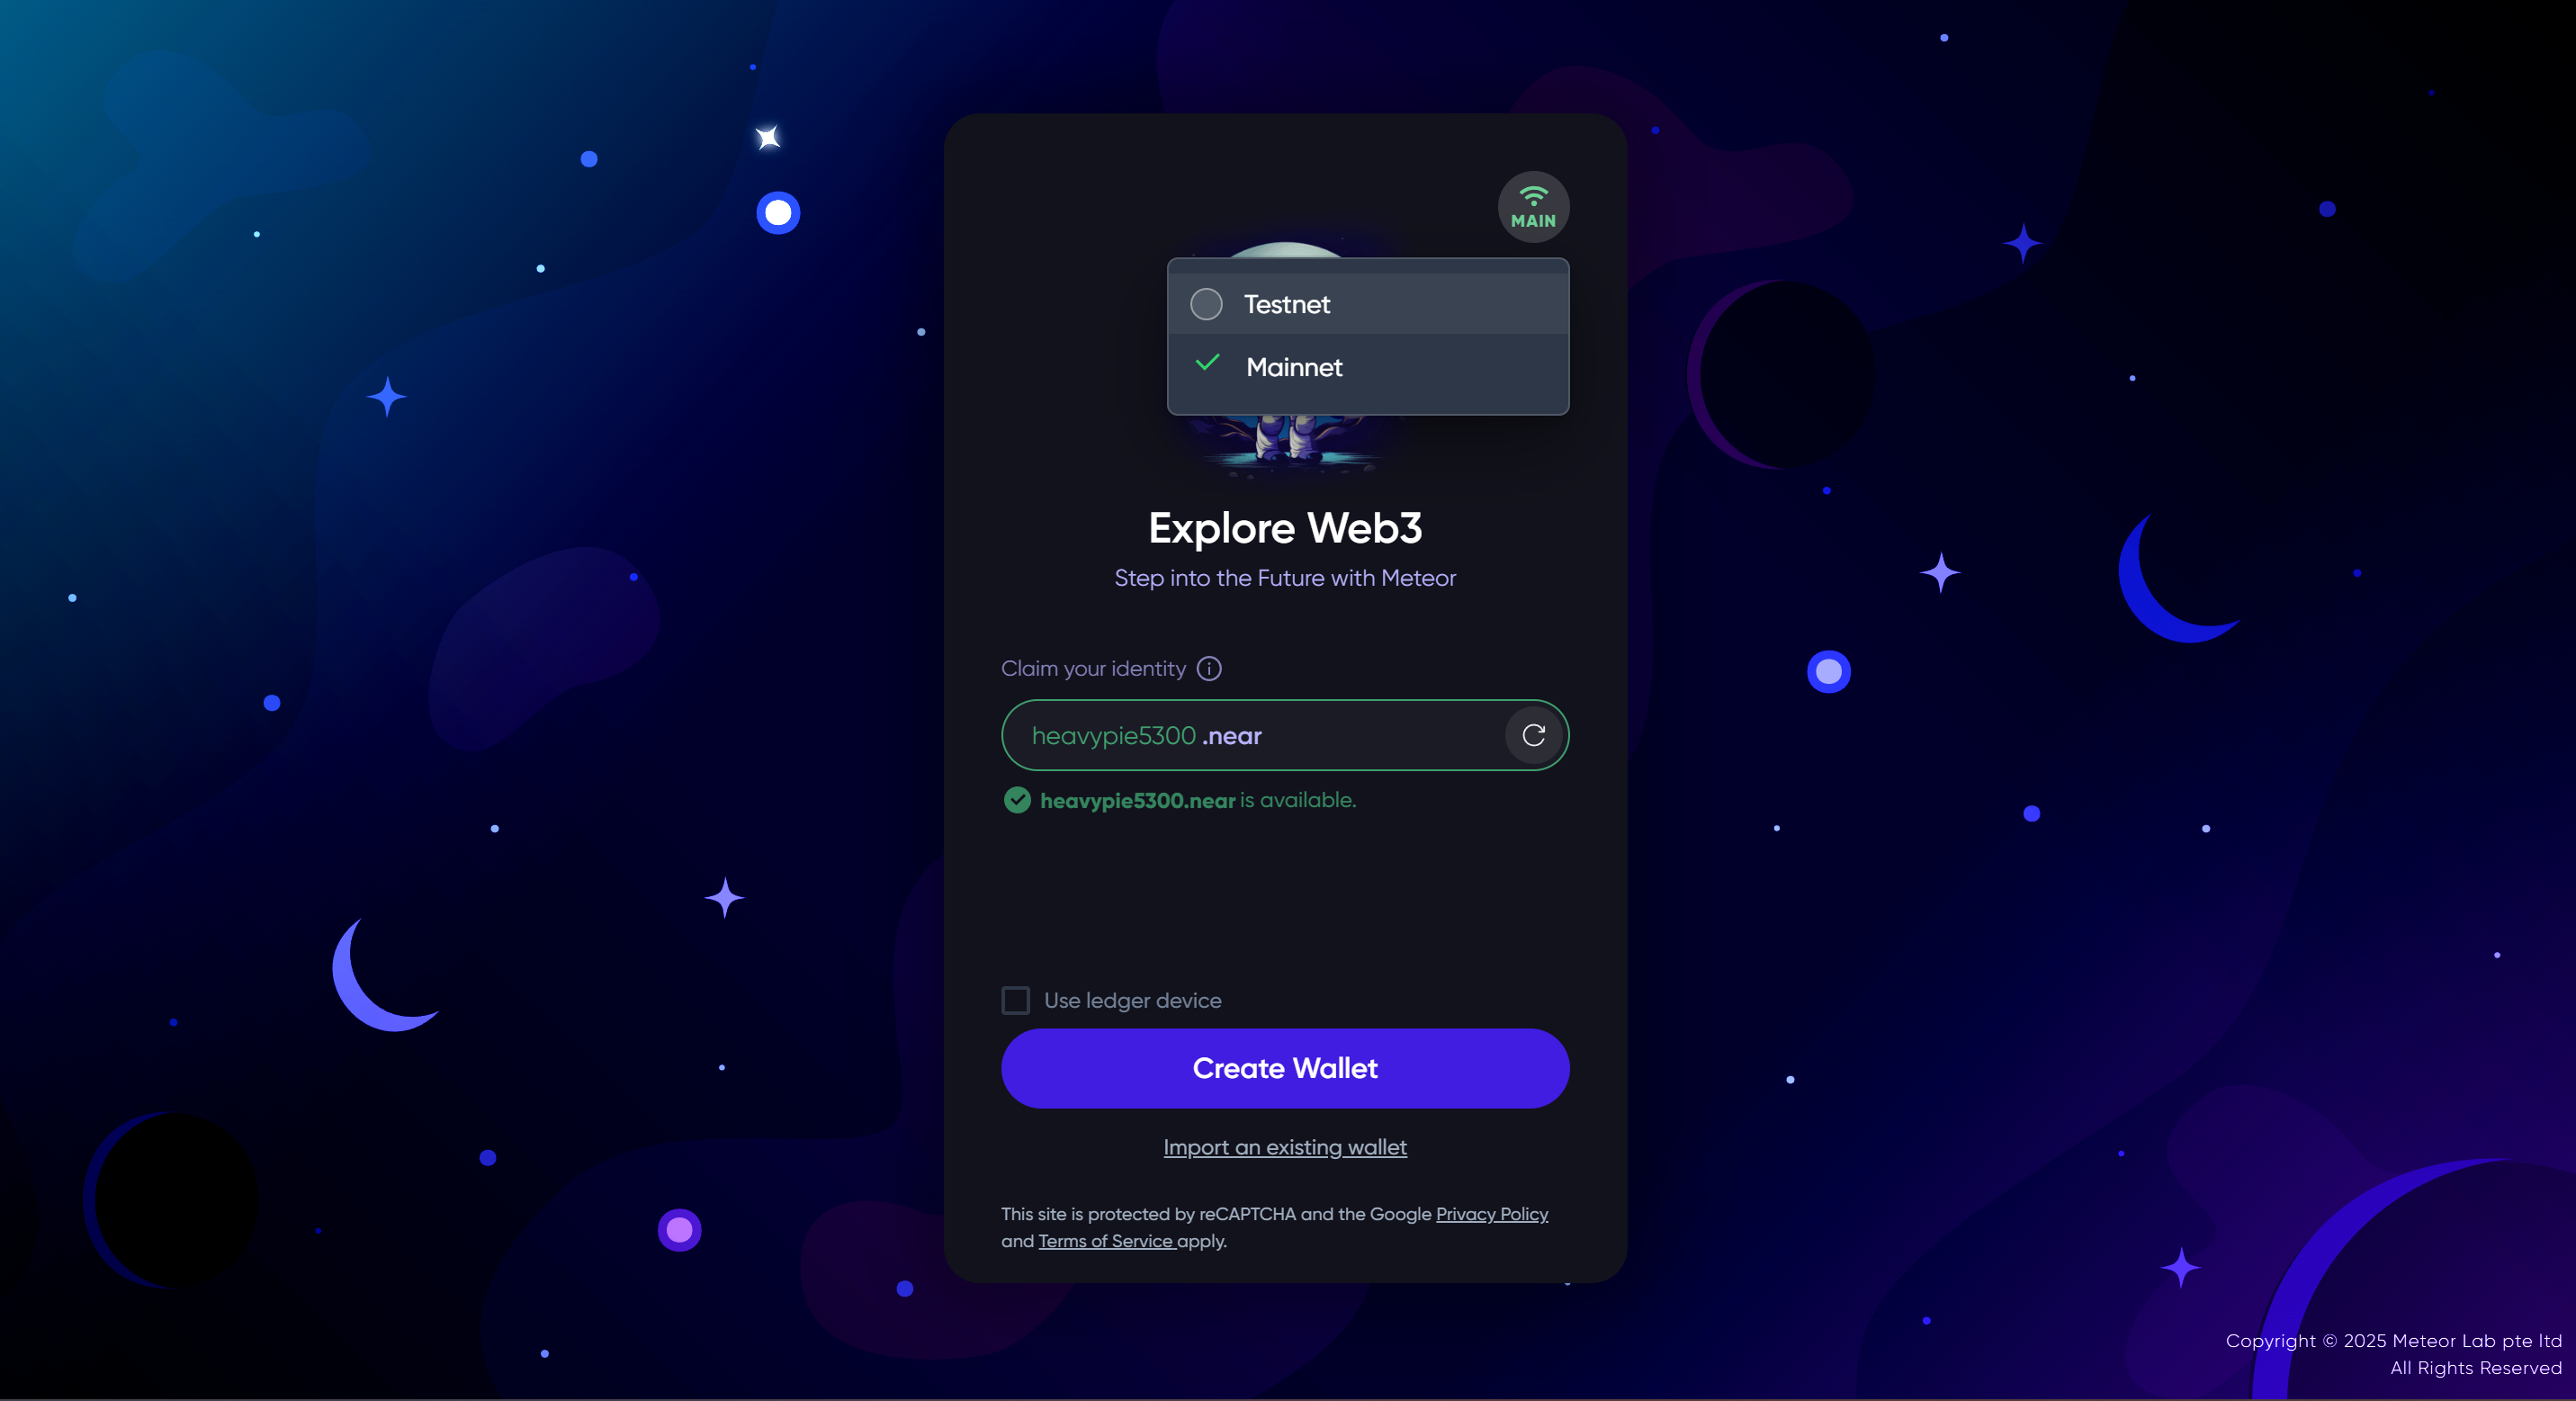 MAIN
Testnet
Mainnet
Explore Web3
Step into the Future with Meteor
Claim your identity
heavypie5300 .near
heavypie5300.near is available.
Use ledger device
Create Wallet
Import an existing wallet
This site is protected by reCAPTCHA and the Google Privacy Policy
and Terms of Service apply.
Copyright © 2025 Meteor Lab pte ltd
All Rights Reserved